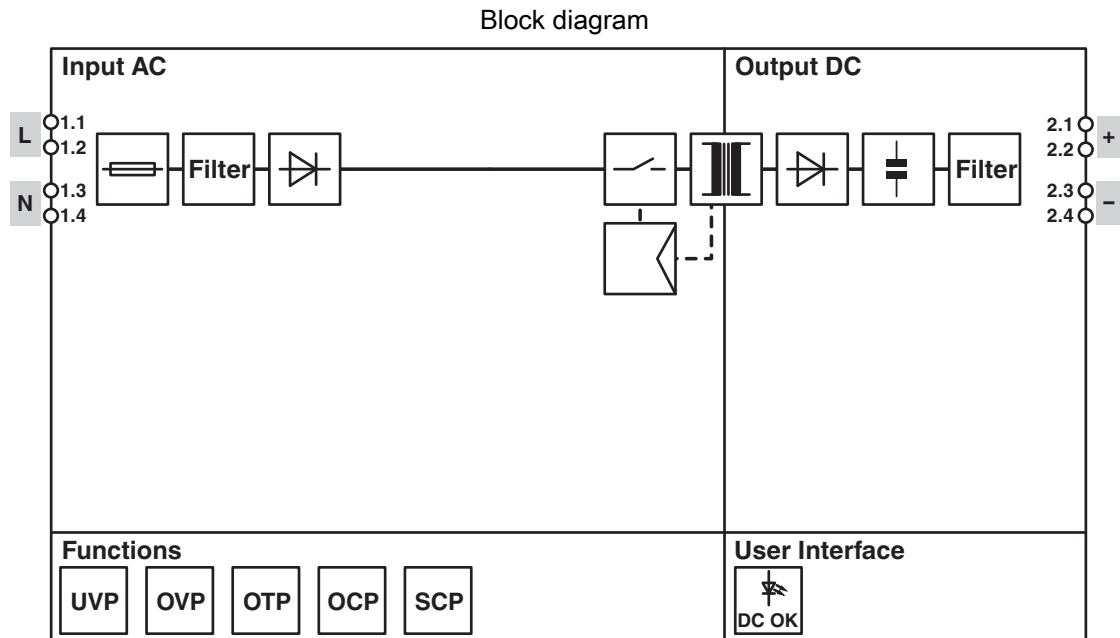 Block diagram
Input AC
Output DC
L
1.1
1.2
N
1.3
1.4
Filter
Filter
2.1
2.2
+
2.3
2.4
−
Functions
UVP
OVP
OTP
OCP
SCP
User Interface
DC OK